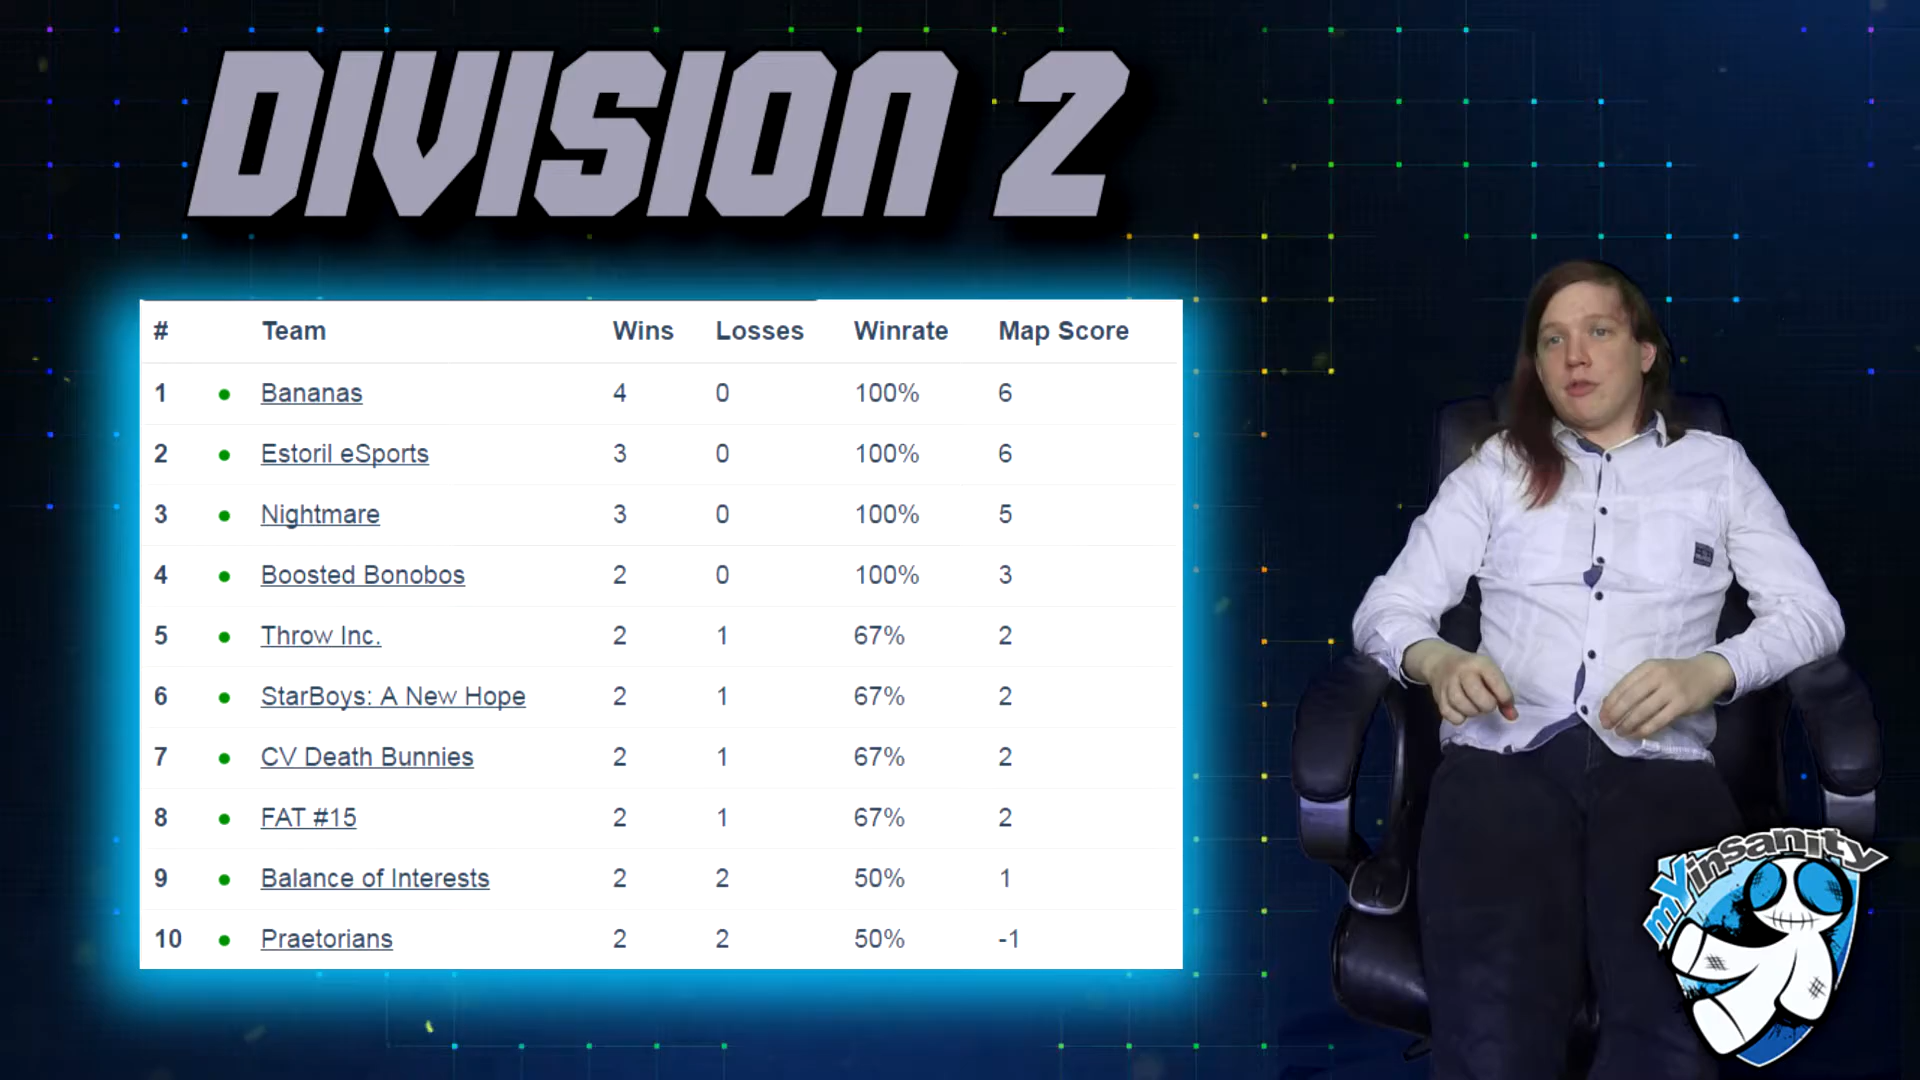 DIVISION 2
# Team Wins Losses Winrate Map Score
1 Bananas 4 0 100% 6
2 Estoril eSports 3 0 100% 6
3 Nightmare 3 0 100% 5
4 Boosted Bonobos 2 0 100% 3
5 Throw Inc. 2 1 67% 2
6 StarBoys: A New Hope 2 1 67% 2
7 CV Death Bunnies 2 1 67% 2
8 FAT #15 2 1 67% 2
9 Balance of Interests 2 2 50% 1
10 Praetorians 2 2 50% -1
mYinsanity